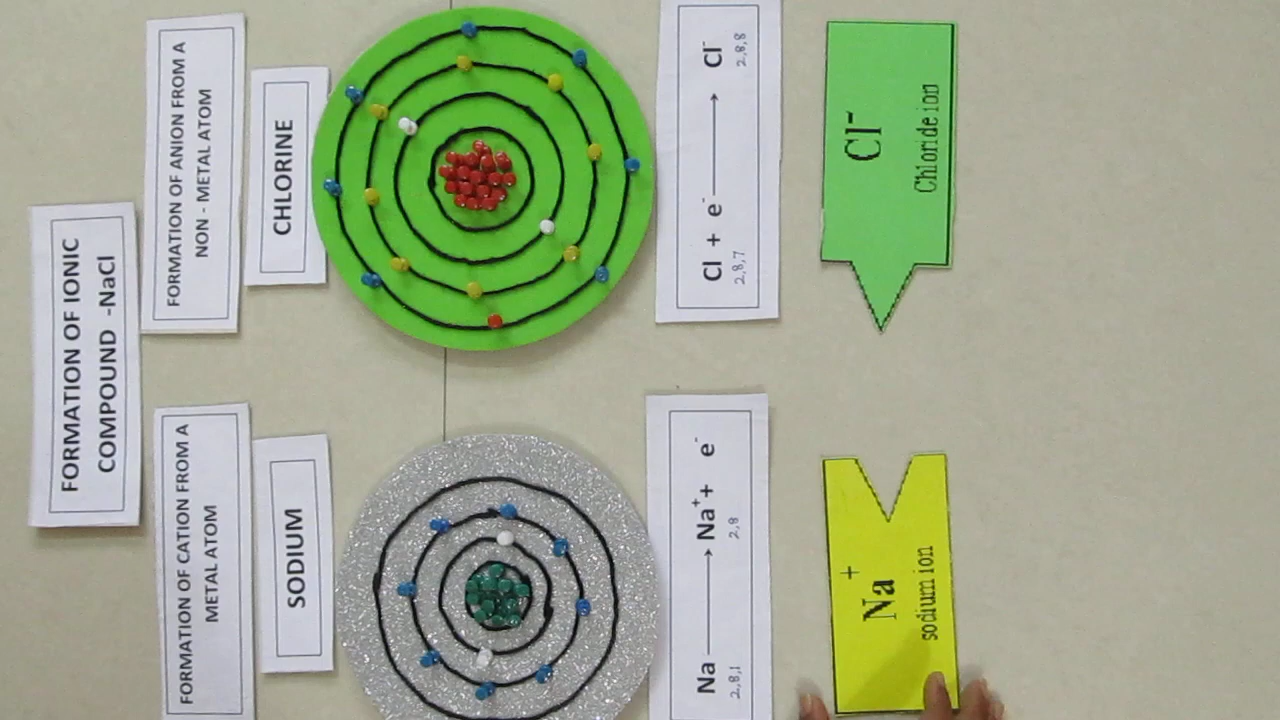 FORMATION OF IONIC
COMPOUND -NaCl
FORMATION OF CATION FROM A
METAL ATOM
FORMATION OF ANION FROM A
NON - METAL ATOM
SODIUM
CHLORINE
Na ⟶ Na⁺ + e⁻
2,8,1 2,8
Cl + e⁻ ⟶ Cl⁻
2,8,7 2,8,8
Na⁺
sodium ion
Cl⁻
Chloride ion